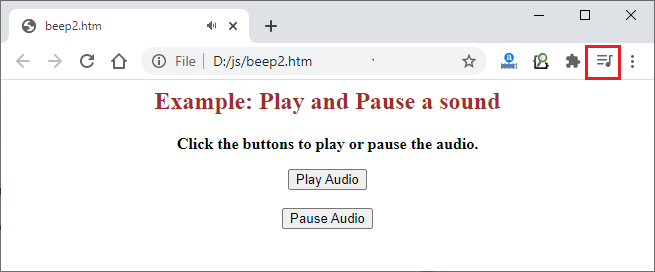 beep2.htm
File D:/js/beep2.htm
Example: Play and Pause a sound
Click the buttons to play or pause the audio.
Play Audio
Pause Audio